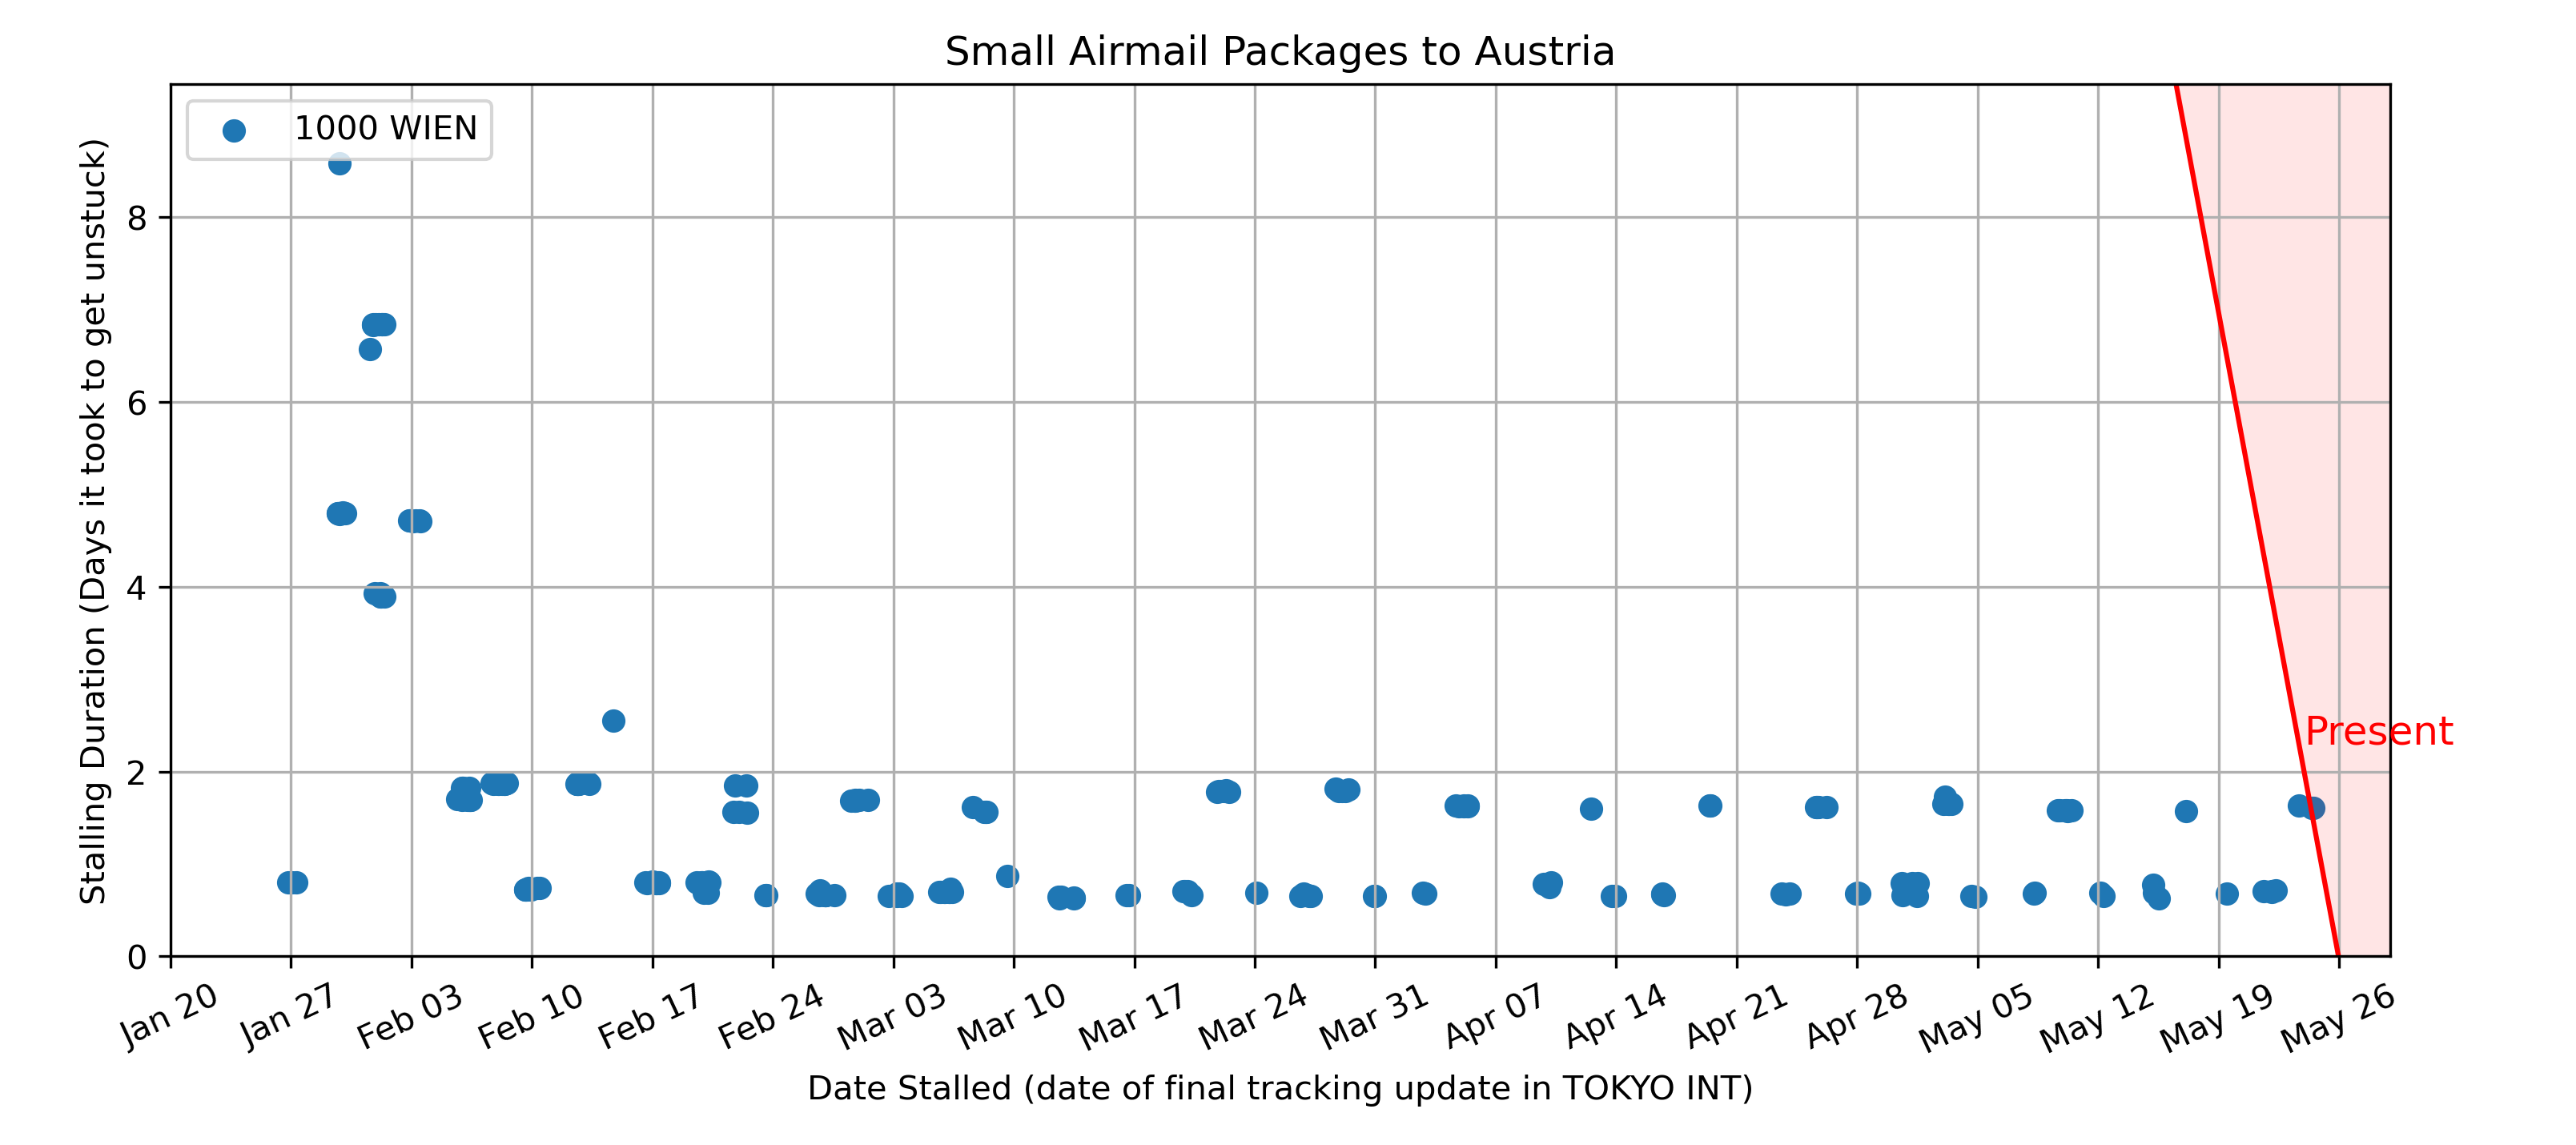 Small Airmail Packages to Austria
1000 WIEN
Stalling Duration (Days it took to get unstuck)
8
6
4
2
0
Present
Jan 20
Jan 27
Feb 03
Feb 10
Feb 17
Feb 24
Mar 03
Mar 10
Mar 17
Mar 24
Mar 31
Apr 07
Apr 14
Apr 21
Apr 28
May 05
May 12
May 19
May 26
Date Stalled (date of final tracking update in TOKYO INT)